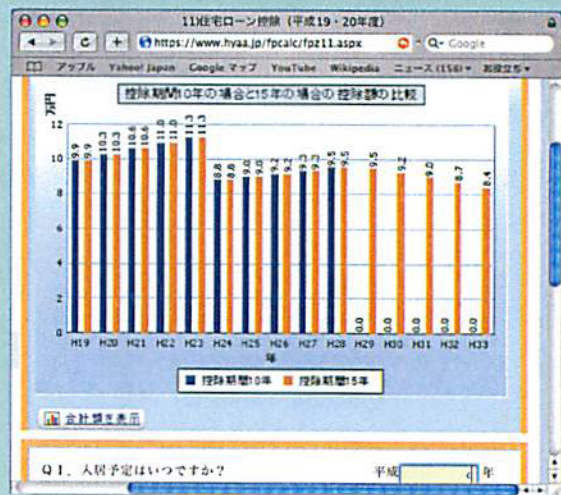 11)住宅ローン控除（平成19・20年度）
https://www.hyaa.jp/fpcalc/fpz11.aspx
Q- Google
アップル Yahoo! Japan Google マップ YouTube Wikipedia ニュース (156) お役立ち
控除期間10年の場合と15年の場合の控除額の比較
万円
12
10
8
6
4
2
0
9.9 9.9 10.3 10.3 10.6 10.6 11.0 11.0 11.3 11.3 8.8 8.8 9.0 9.0 9.2 9.2 9.3 9.3 9.5 9.5 0.0 9.5 0.0 9.2 0.0 9.0 0.0 8.7 0.0 8.4
H19 H20 H21 H22 H23 H24 H25 H26 H27 H28 H29 H30 H31 H32 H33
年
控除期間10年 控除期間15年
合計額を表示
Q1. 入居予定はいつですか？ 平成 年